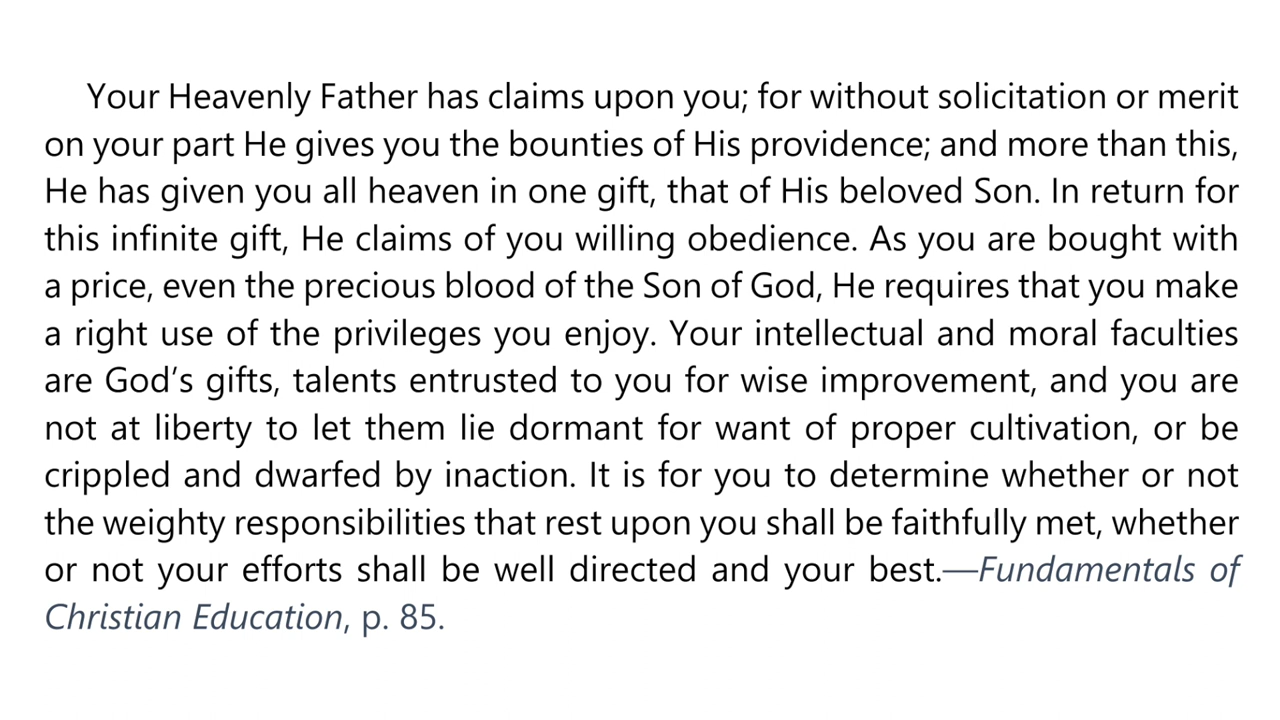 Your Heavenly Father has claims upon you; for without solicitation or merit
on your part He gives you the bounties of His providence; and more than this,
He has given you all heaven in one gift, that of His beloved Son. In return for
this infinite gift, He claims of you willing obedience. As you are bought with
a price, even the precious blood of the Son of God, He requires that you make
a right use of the privileges you enjoy. Your intellectual and moral faculties
are God’s gifts, talents entrusted to you for wise improvement, and you are
not at liberty to let them lie dormant for want of proper cultivation, or be
crippled and dwarfed by inaction. It is for you to determine whether or not
the weighty responsibilities that rest upon you shall be faithfully met, whether
or not your efforts shall be well directed and your best.—Fundamentals of
Christian Education, p. 85.